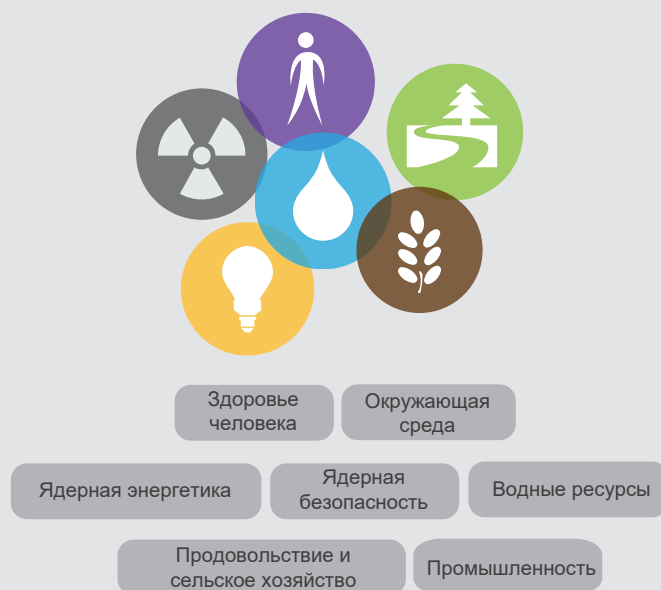 Здоровье
человека
Окружающая
среда
Ядерная энергетика
Ядерная
безопасность
Водные ресурсы
Продовольствие и
сельское хозяйство
Промышленность